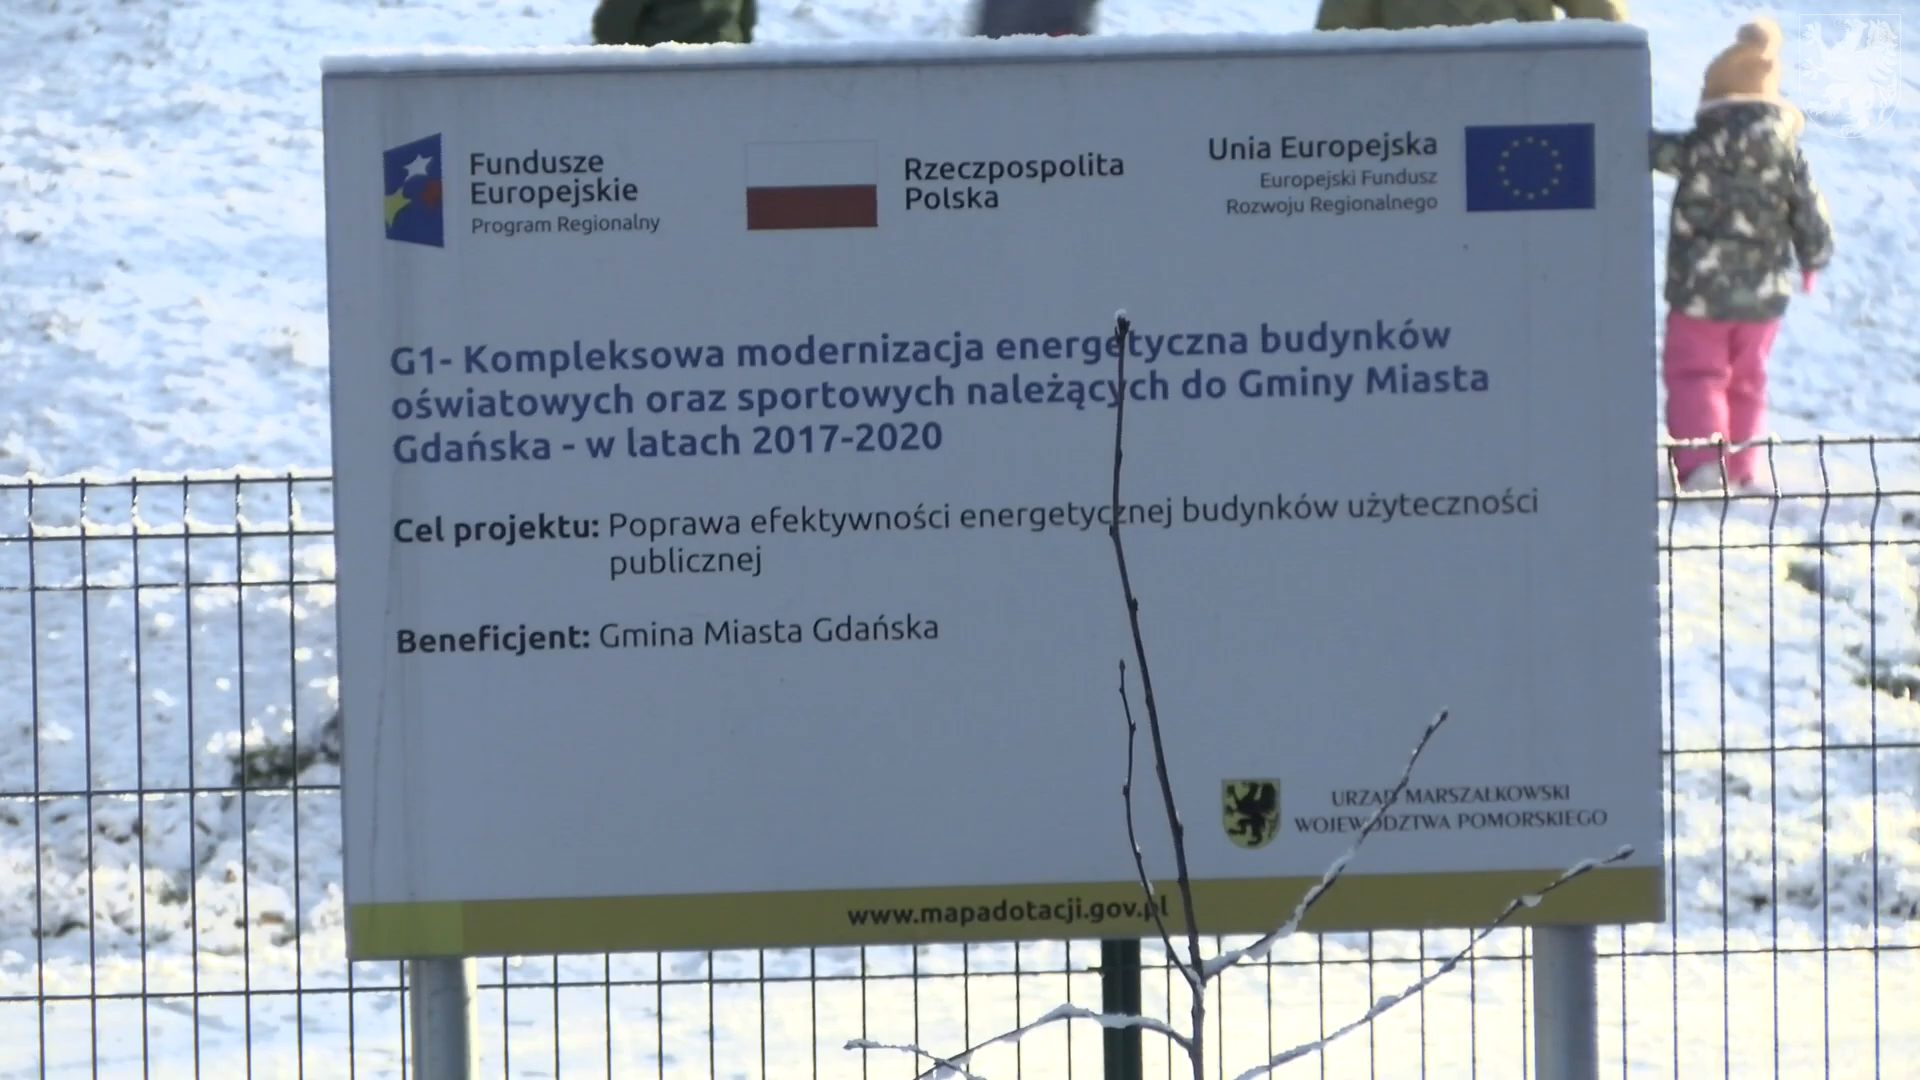 Fundusze
Europejskie
Program Regionalny
Rzeczpospolita
Polska
Unia Europejska
Europejski Fundusz
Rozwoju Regionalnego
G1- Kompleksowa modernizacja energetyczna budynków
oświatowych oraz sportowych należących do Gminy Miasta
Gdańska - w latach 2017-2020
Cel projektu: Poprawa efektywności energetycznej budynków użyteczności
publicznej
Beneficjent: Gmina Miasta Gdańska
URZĄD MARSZAŁKOWSKI
WOJEWÓDZTWA POMORSKIEGO
www.mapadotacji.gov.pl